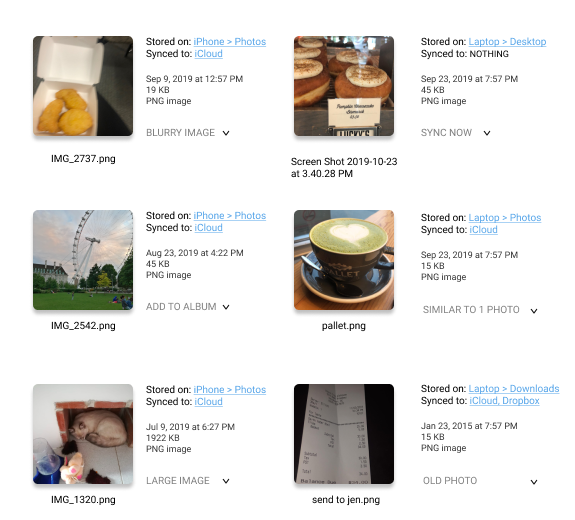 Stored on: iPhone > Photos
Synced to: iCloud
Sep 9, 2019 at 12:57 PM
19 KB
PNG image
BLURRY IMAGE
IMG_2737.png
Pumpkin Cheesecake
LUCKY'S
Stored on: Laptop > Desktop
Synced to: NOTHING
Sep 23, 2019 at 7:57 PM
45 KB
PNG image
SYNC NOW
Screen Shot 2019-10-23
at 3.40.28 PM
Stored on: iPhone > Photos
Synced to: iCloud
Aug 23, 2019 at 4:22 PM
45 KB
PNG image
ADD TO ALBUM
IMG_2542.png
PALLET
Stored on: Laptop > Photos
Synced to: iCloud
Sep 23, 2019 at 7:57 PM
15 KB
PNG image
SIMILAR TO 1 PHOTO
pallet.png
Stored on: iPhone > Photos
Synced to: iCloud
Jul 9, 2019 at 6:27 PM
1922 KB
PNG image
LARGE IMAGE
IMG_1320.png
Stored on: Laptop > Downloads
Synced to: iCloud, Dropbox
Jan 23, 2015 at 7:57 PM
15 KB
PNG image
OLD PHOTO
send to jen.png